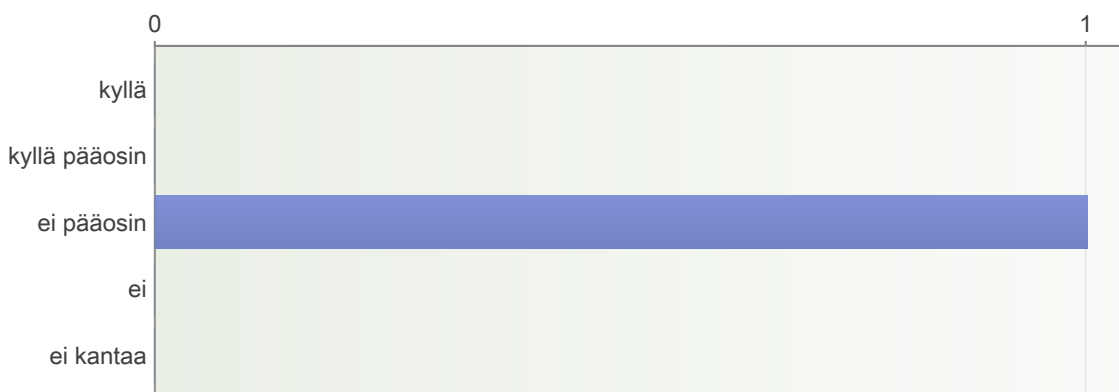 0 1
kyllä
kyllä pääosin
ei pääosin
ei
ei kantaa